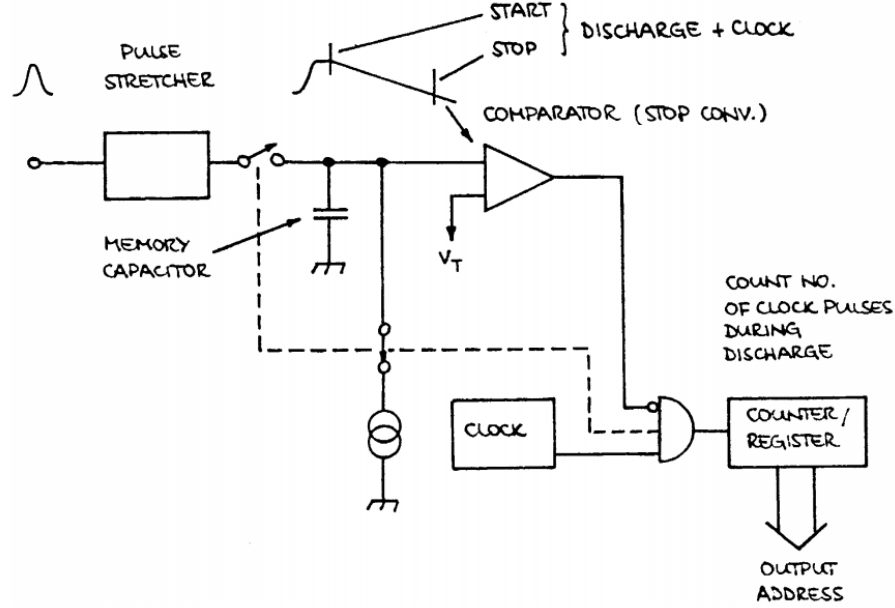 START
STOP
DISCHARGE + CLOCK
PULSE
STRETCHER
COMPARATOR (STOP CONV.)
MEMORY
CAPACITOR
VT
COUNT NO.
OF CLOCK PULSES
DURING
DISCHARGE
CLOCK
COUNTER/
REGISTER
OUTPUT
ADDRESS